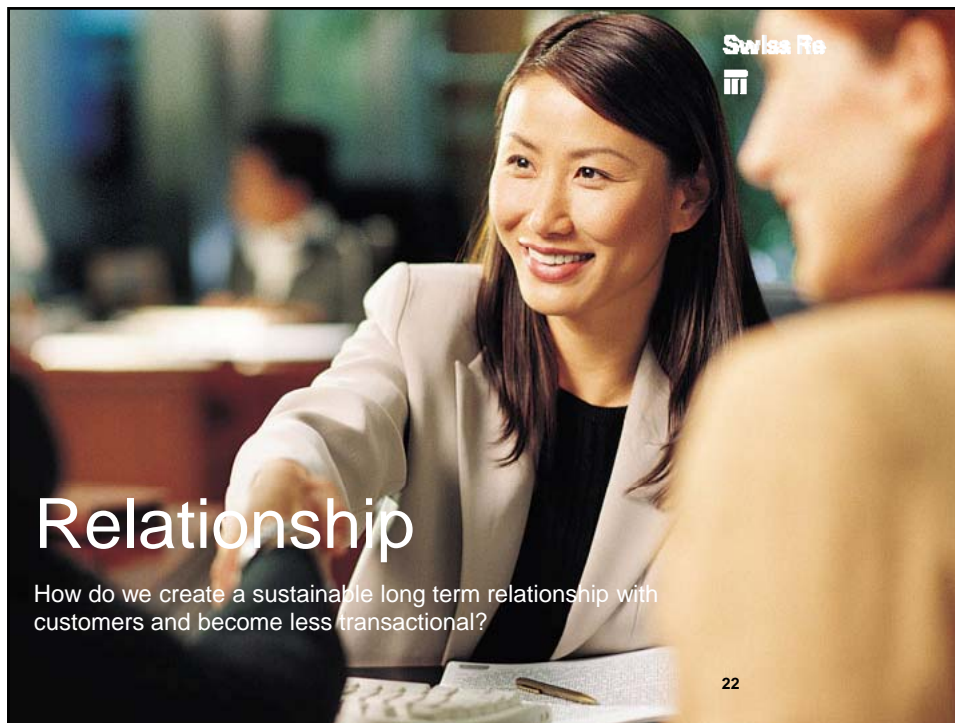 Swiss Re
Relationship
How do we create a sustainable long term relationship with
customers and become less transactional?
22